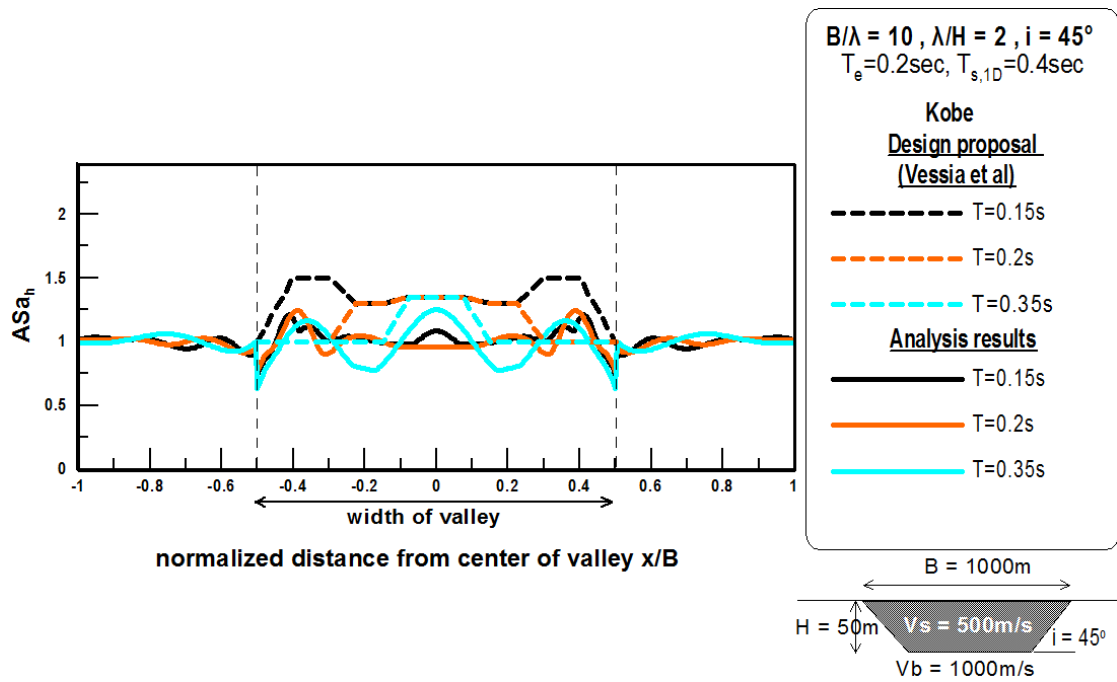 ASa_h
2
1.5
1
0.5
0
-1 -0.8 -0.6 -0.4 -0.2 0 0.2 0.4 0.6 0.8 1
width of valley
normalized distance from center of valley x/B
B/λ = 10 , λ/H = 2 , i = 45°
T_e=0.2sec, T_s,1D=0.4sec
Kobe
Design proposal
(Vessia et al)
T=0.15s
T=0.2s
T=0.35s
Analysis results
T=0.15s
T=0.2s
T=0.35s
B = 1000m
H = 50m
Vs = 500m/s
i = 45°
Vb = 1000m/s